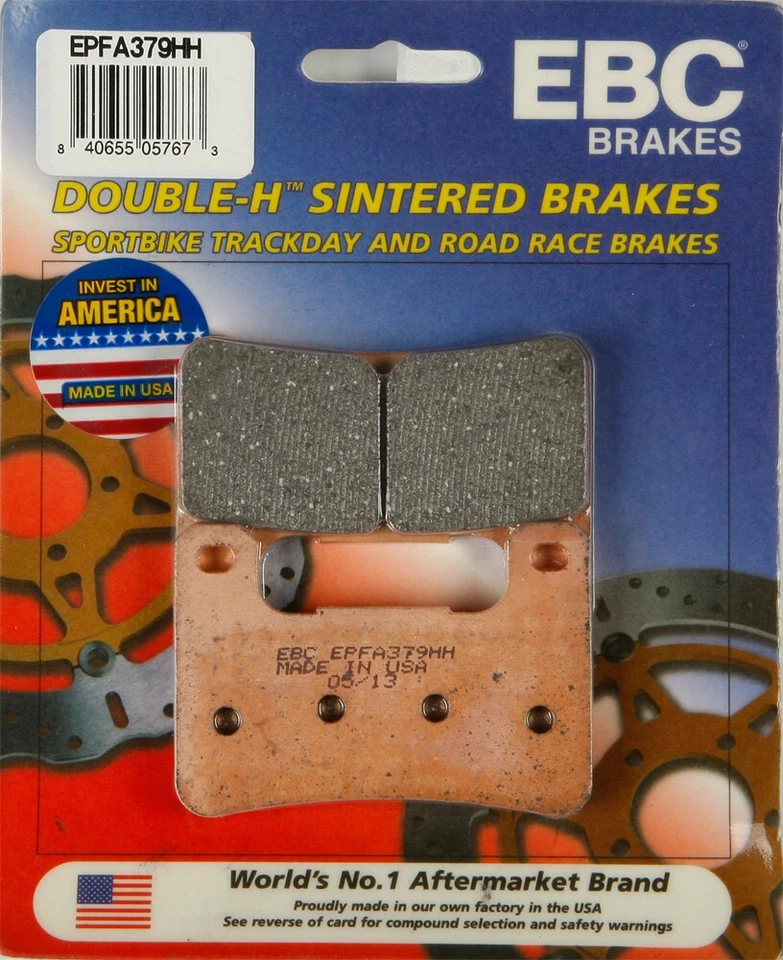 EPFA379HH
8 40655 05767 3
EBC®
BRAKES
DOUBLE-H™ SINTERED BRAKES
SPORTBIKE TRACKDAY AND ROAD RACE BRAKES
INVEST IN
AMERICA
MADE IN USA
EBC EPFA379HH
MADE IN USA
05/13
World's No.1 Aftermarket Brand
Proudly made in our own factory in the USA
See reverse of card for compound selection and safety warnings